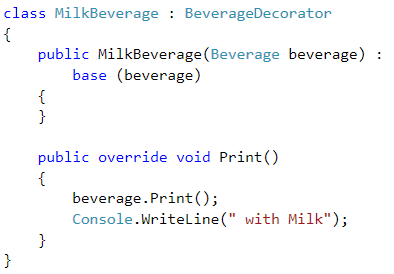 class MilkBeverage : BeverageDecorator
{
    public MilkBeverage(Beverage beverage) :
        base (beverage)
    {
    }

    public override void Print()
    {
        beverage.Print();
        Console.WriteLine(" with Milk");
    }
}